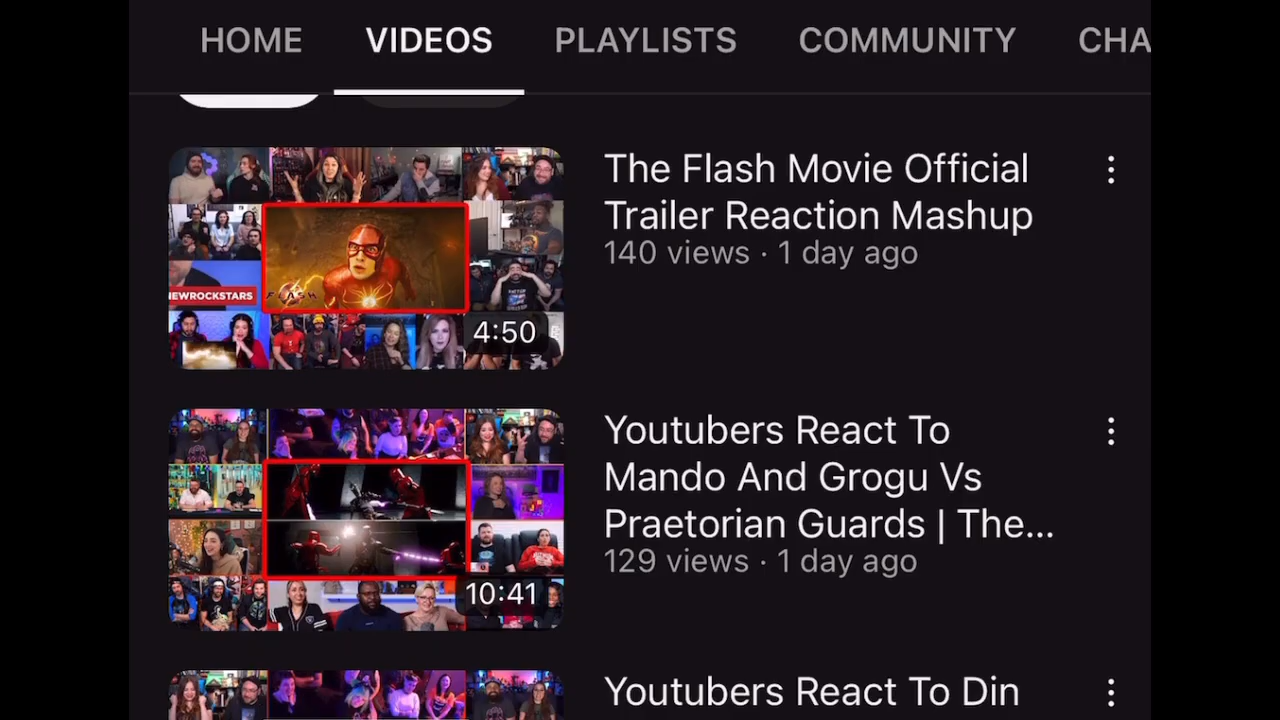 HOME VIDEOS PLAYLISTS COMMUNITY CHA
The Flash Movie Official
Trailer Reaction Mashup
140 views · 1 day ago
NEWROCKSTARS
FLASH
4:50
Youtubers React To
Mando And Grogu Vs
Praetorian Guards | The...
129 views · 1 day ago
10:41
Youtubers React To Din